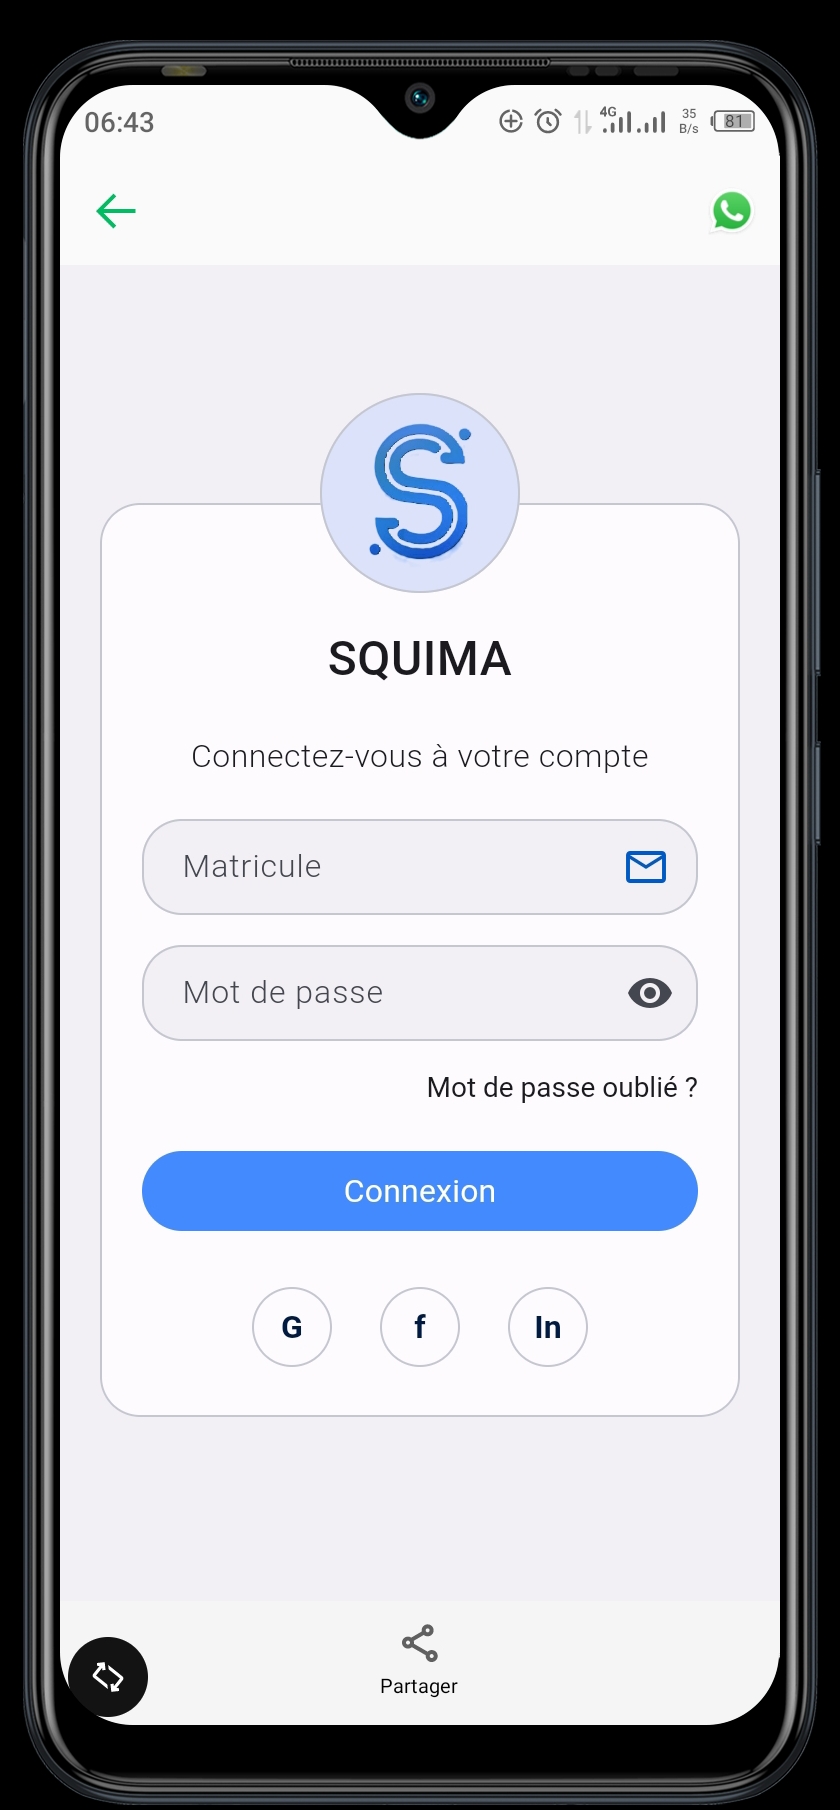 06:43
4G
35
B/s
81
S
SQUIMA
Connectez-vous à votre compte
Matricule
Mot de passe
Mot de passe oublié ?
Connexion
G
f
In
Partager